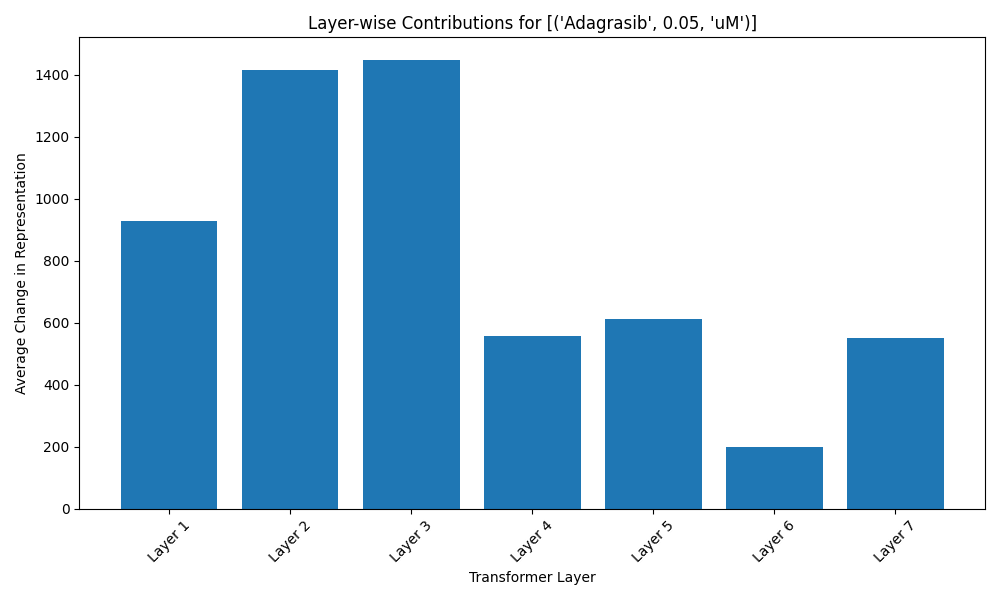 Layer-wise Contributions for [('Adagrasib', 0.05, 'uM')]
Average Change in Representation
1400
1200
1000
800
600
400
200
0
Layer 1
Layer 2
Layer 3
Layer 4
Layer 5
Layer 6
Layer 7
Transformer Layer